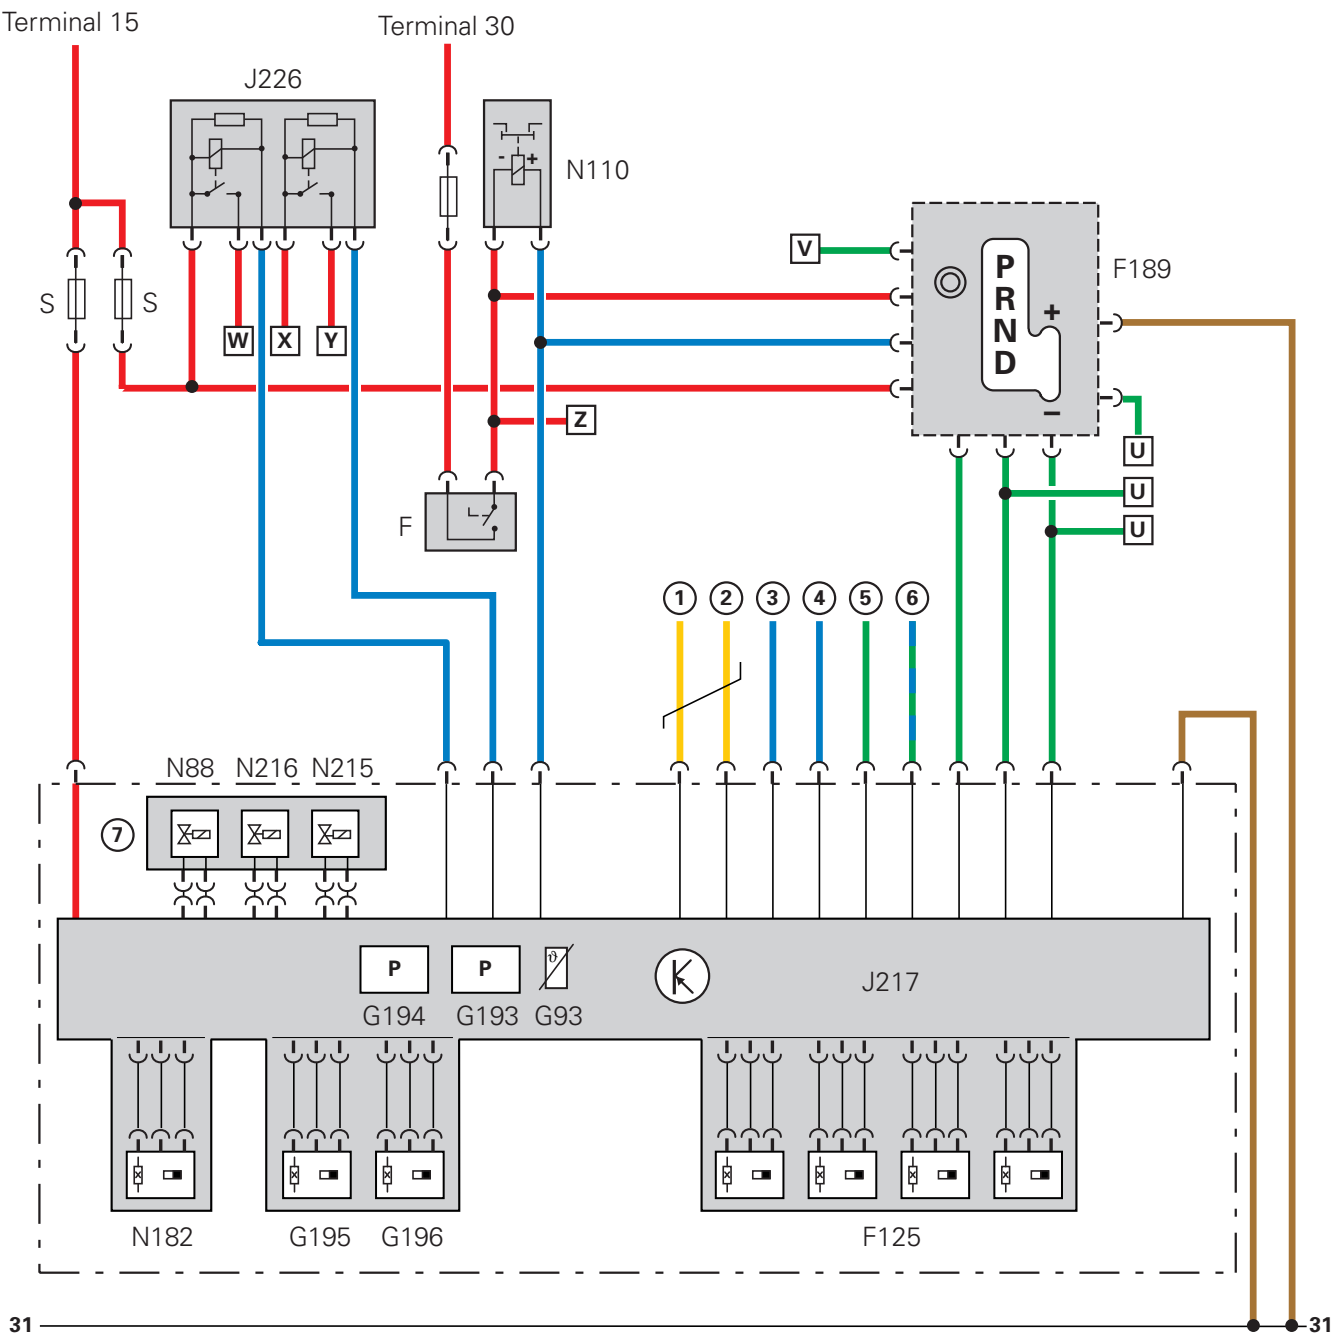 Terminal 15
Terminal 30
J226
N110
- +
V
F189
P
R
N
D
+
−
S
S
W
X
Y
Z
U
U
U
F
1
2
3
4
5
6
N88
N216
N215
7
P
P
ϑ
J217
G194
G193
G93
N182
G195
G196
F125
31
31